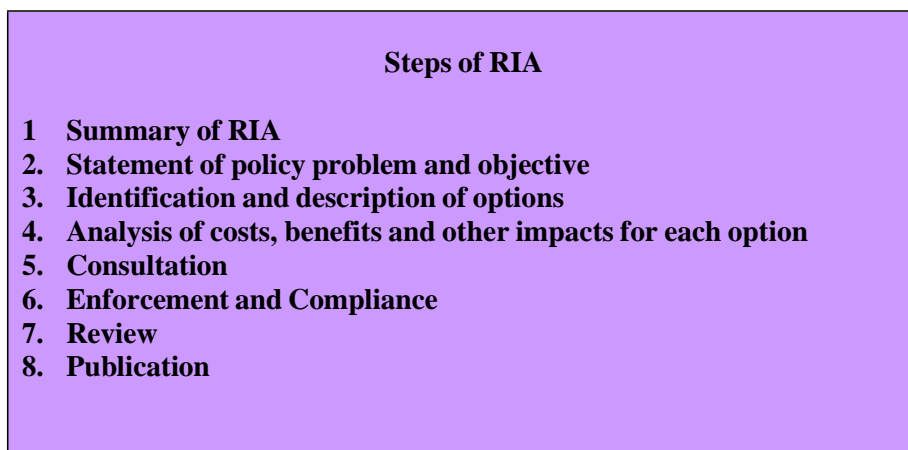 Steps of RIA
1 Summary of RIA
2. Statement of policy problem and objective
3. Identification and description of options
4. Analysis of costs, benefits and other impacts for each option
5. Consultation
6. Enforcement and Compliance
7. Review
8. Publication